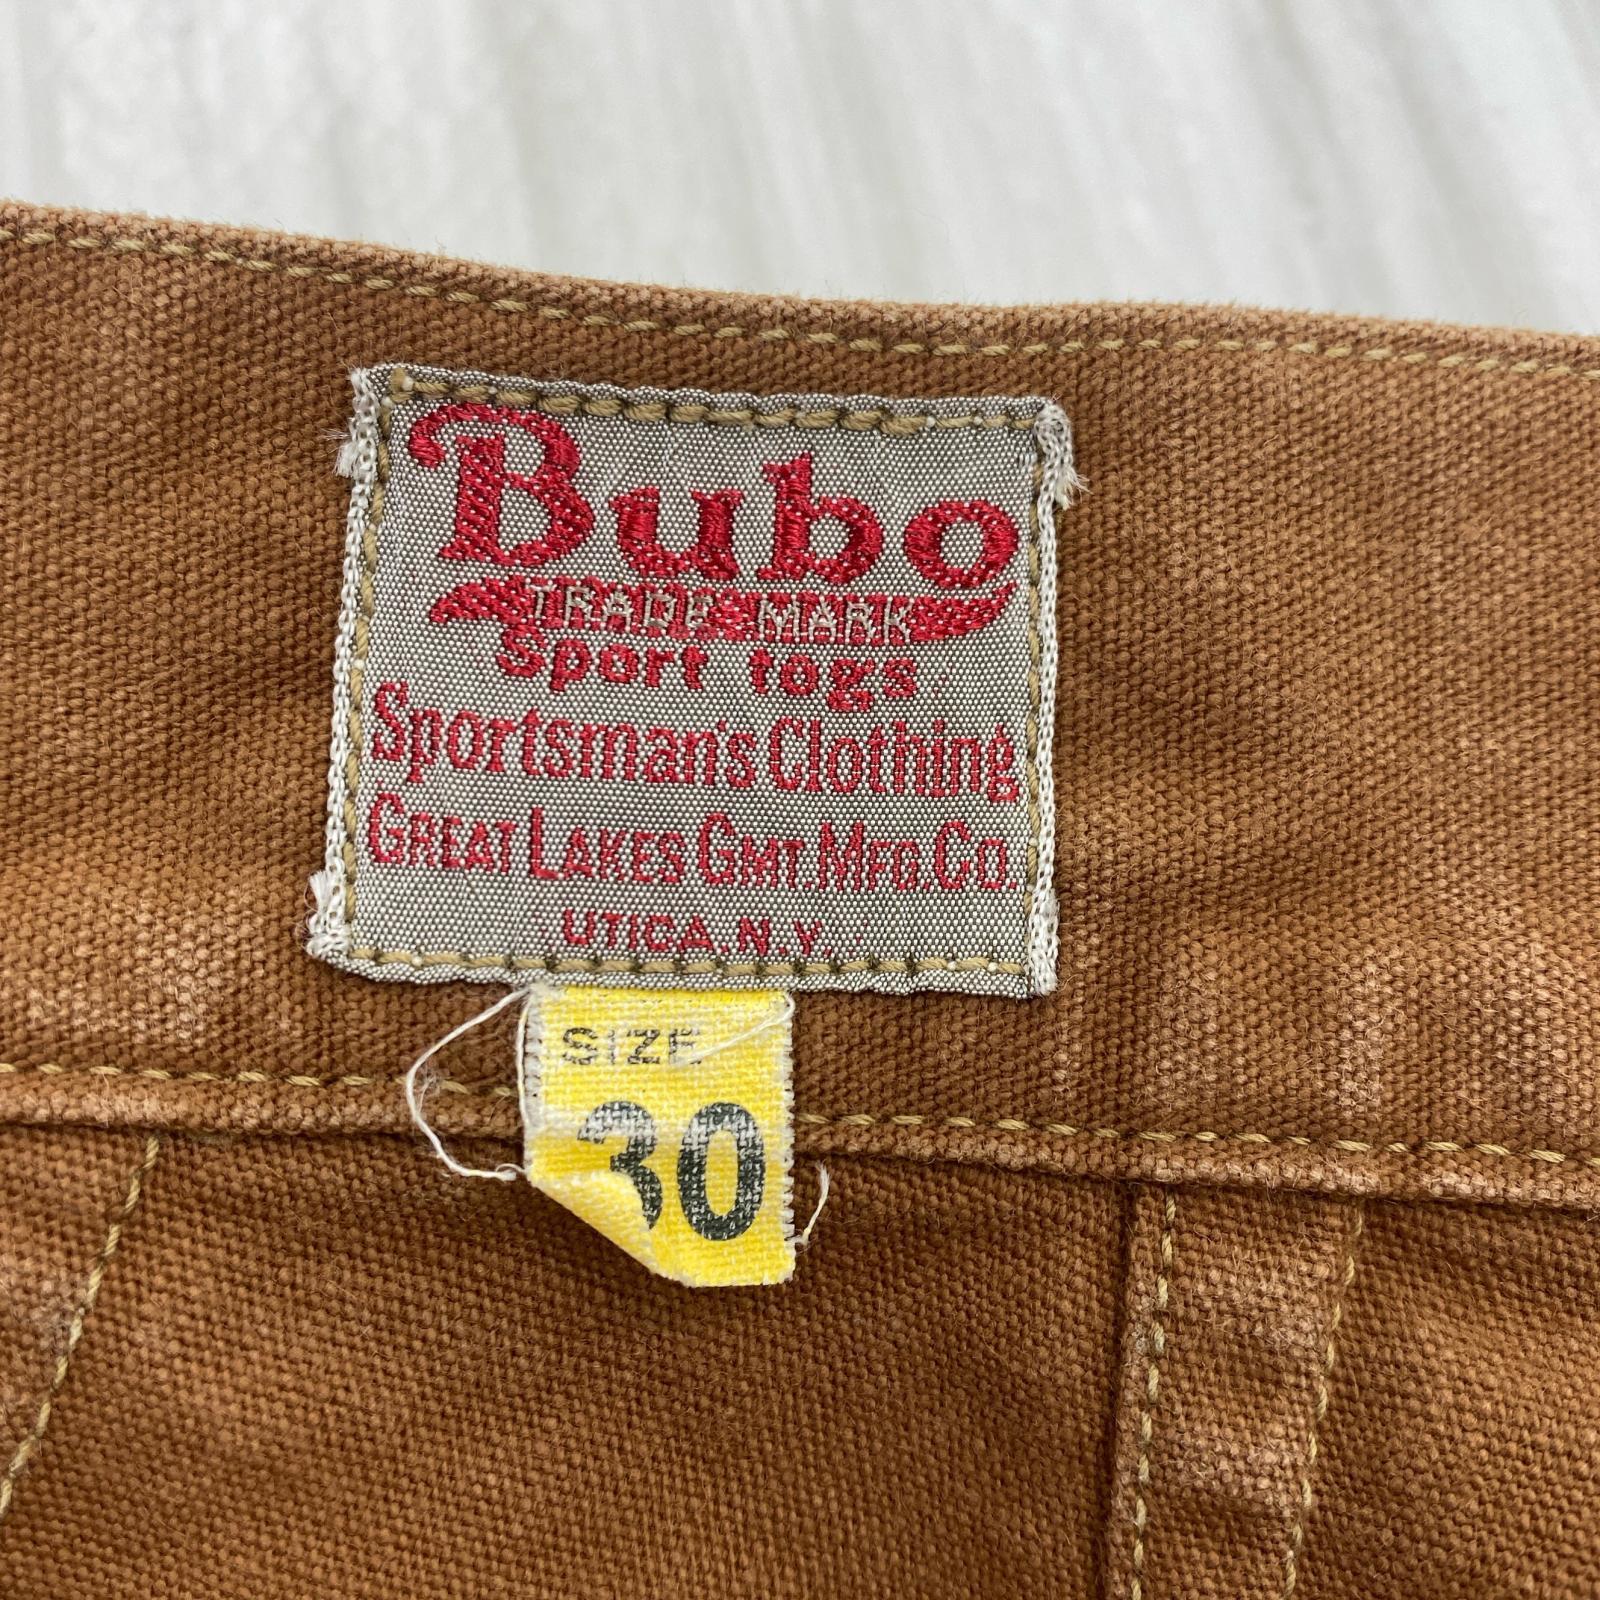 Bubo
TRADE MARK
Sport togs
Sportsman's Clothing
GREAT LAKES GMT. MFG. CO.
UTICA. N.Y.
SIZE
30